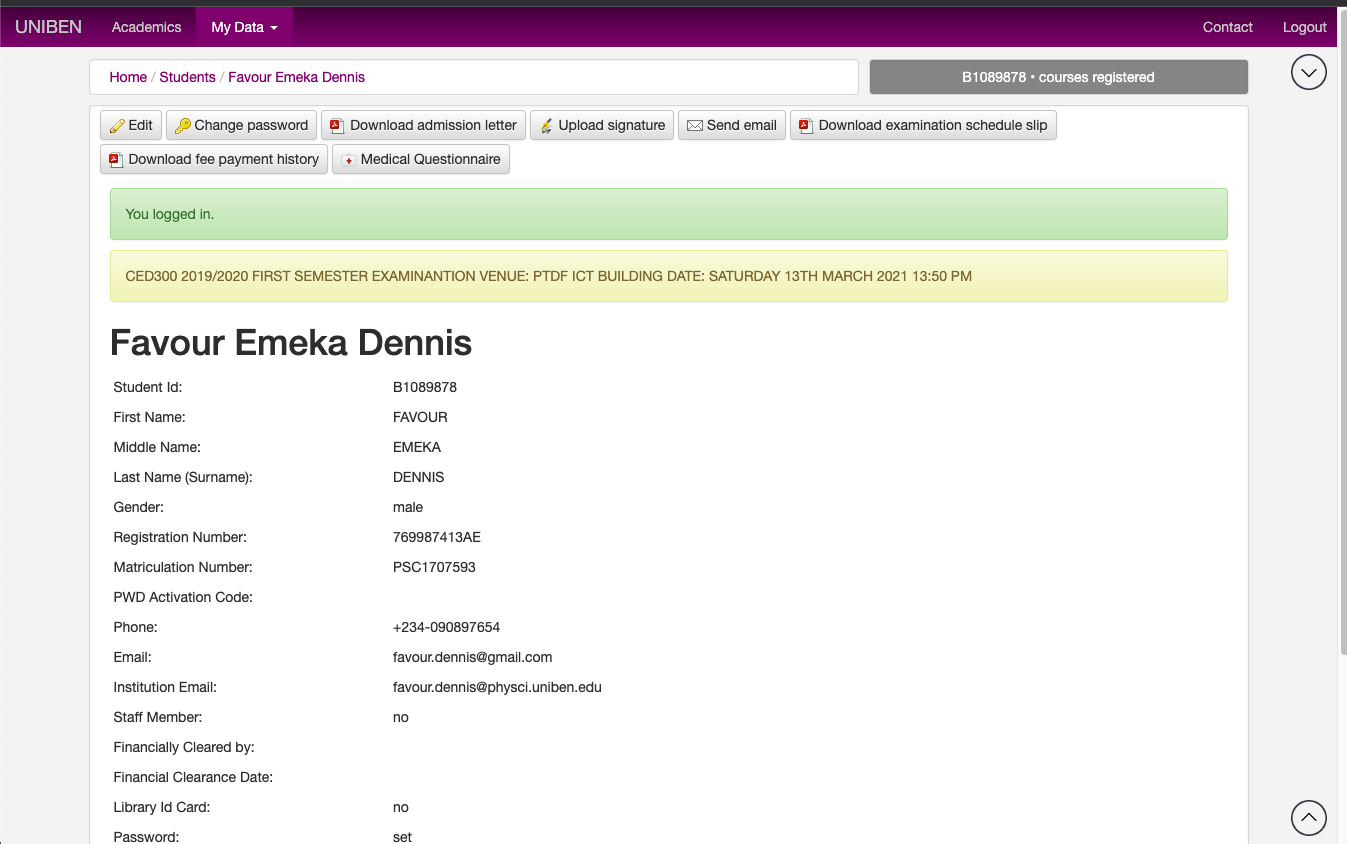 UNIBEN Academics My Data Contact Logout
Home / Students / Favour Emeka Dennis
B1089878 • courses registered
Edit Change password Download admission letter Upload signature Send email Download examination schedule slip
Download fee payment history Medical Questionnaire
You logged in.
CED300 2019/2020 FIRST SEMESTER EXAMINANTION VENUE: PTDF ICT BUILDING DATE: SATURDAY 13TH MARCH 2021 13:50 PM
Favour Emeka Dennis
Student Id: B1089878
First Name: FAVOUR
Middle Name: EMEKA
Last Name (Surname): DENNIS
Gender: male
Registration Number: 769987413AE
Matriculation Number: PSC1707593
PWD Activation Code:
Phone: +234-090897654
Email: favour.dennis@gmail.com
Institution Email: favour.dennis@physci.uniben.edu
Staff Member: no
Financially Cleared by:
Financial Clearance Date:
Library Id Card: no
Password: set